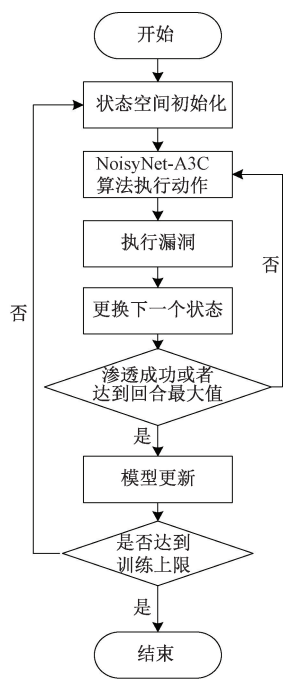 开始
状态空间初始化
NoisyNet-A3C
算法执行动作
执行漏洞
否
否
更换下一个状态
渗透成功或者
达到回合最大值
是
模型更新
是否达到
训练上限
是
结束